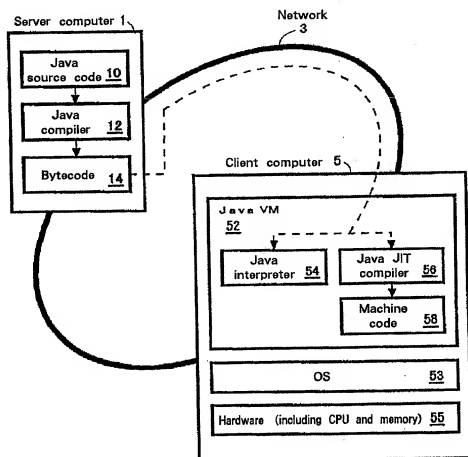 Server computer 1
Network
3
Java
source code 10
Java
compiler 12
Bytecode 14
Client computer 5
Java VM
52
Java
interpreter 54
Java JIT
compiler 56
Machine
code 58
OS 53
Hardware (including CPU and memory) 55